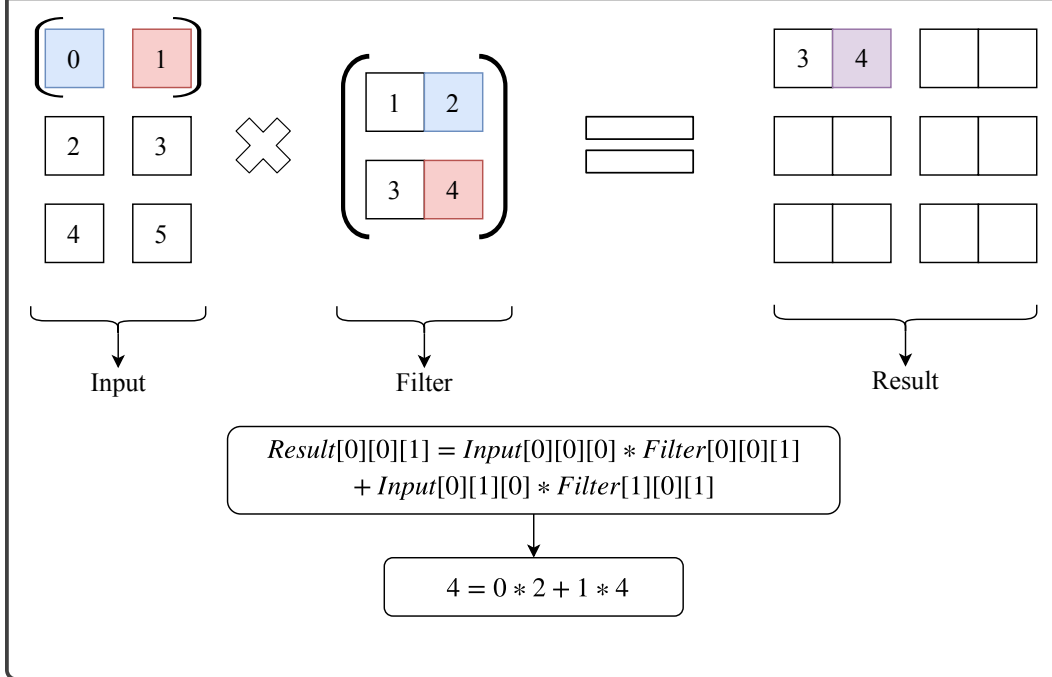 0 1
2 3
4 5
1 2
3 4
3 4
Input
Filter
Result
Result[0][0][1] = Input[0][0][0] ∗ Filter[0][0][1]
+ Input[0][1][0] ∗ Filter[1][0][1]
4 = 0 ∗ 2 + 1 ∗ 4